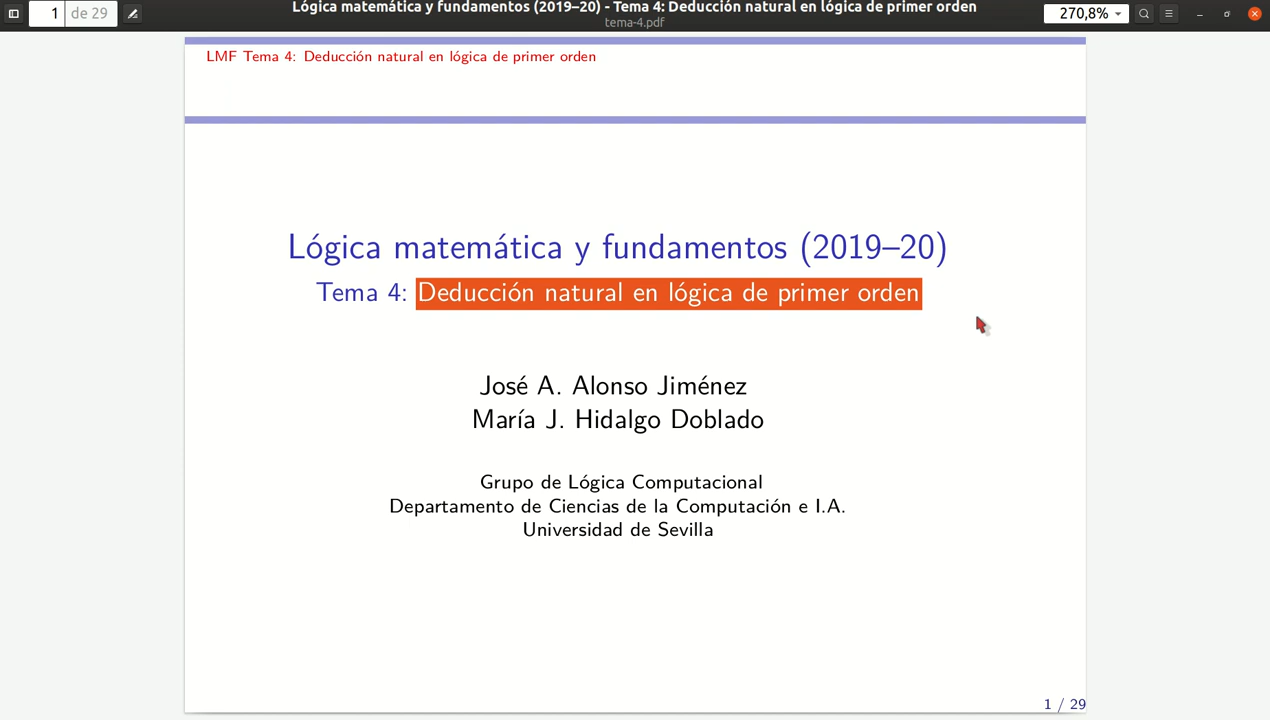 1 de 29
Lógica matemática y fundamentos (2019–20) - Tema 4: Deducción natural en lógica de primer orden
tema-4.pdf
270,8%
LMF Tema 4: Deducción natural en lógica de primer orden
Lógica matemática y fundamentos (2019–20)
Tema 4: Deducción natural en lógica de primer orden
José A. Alonso Jiménez
María J. Hidalgo Doblado
Grupo de Lógica Computacional
Departamento de Ciencias de la Computación e I.A.
Universidad de Sevilla
1 / 29